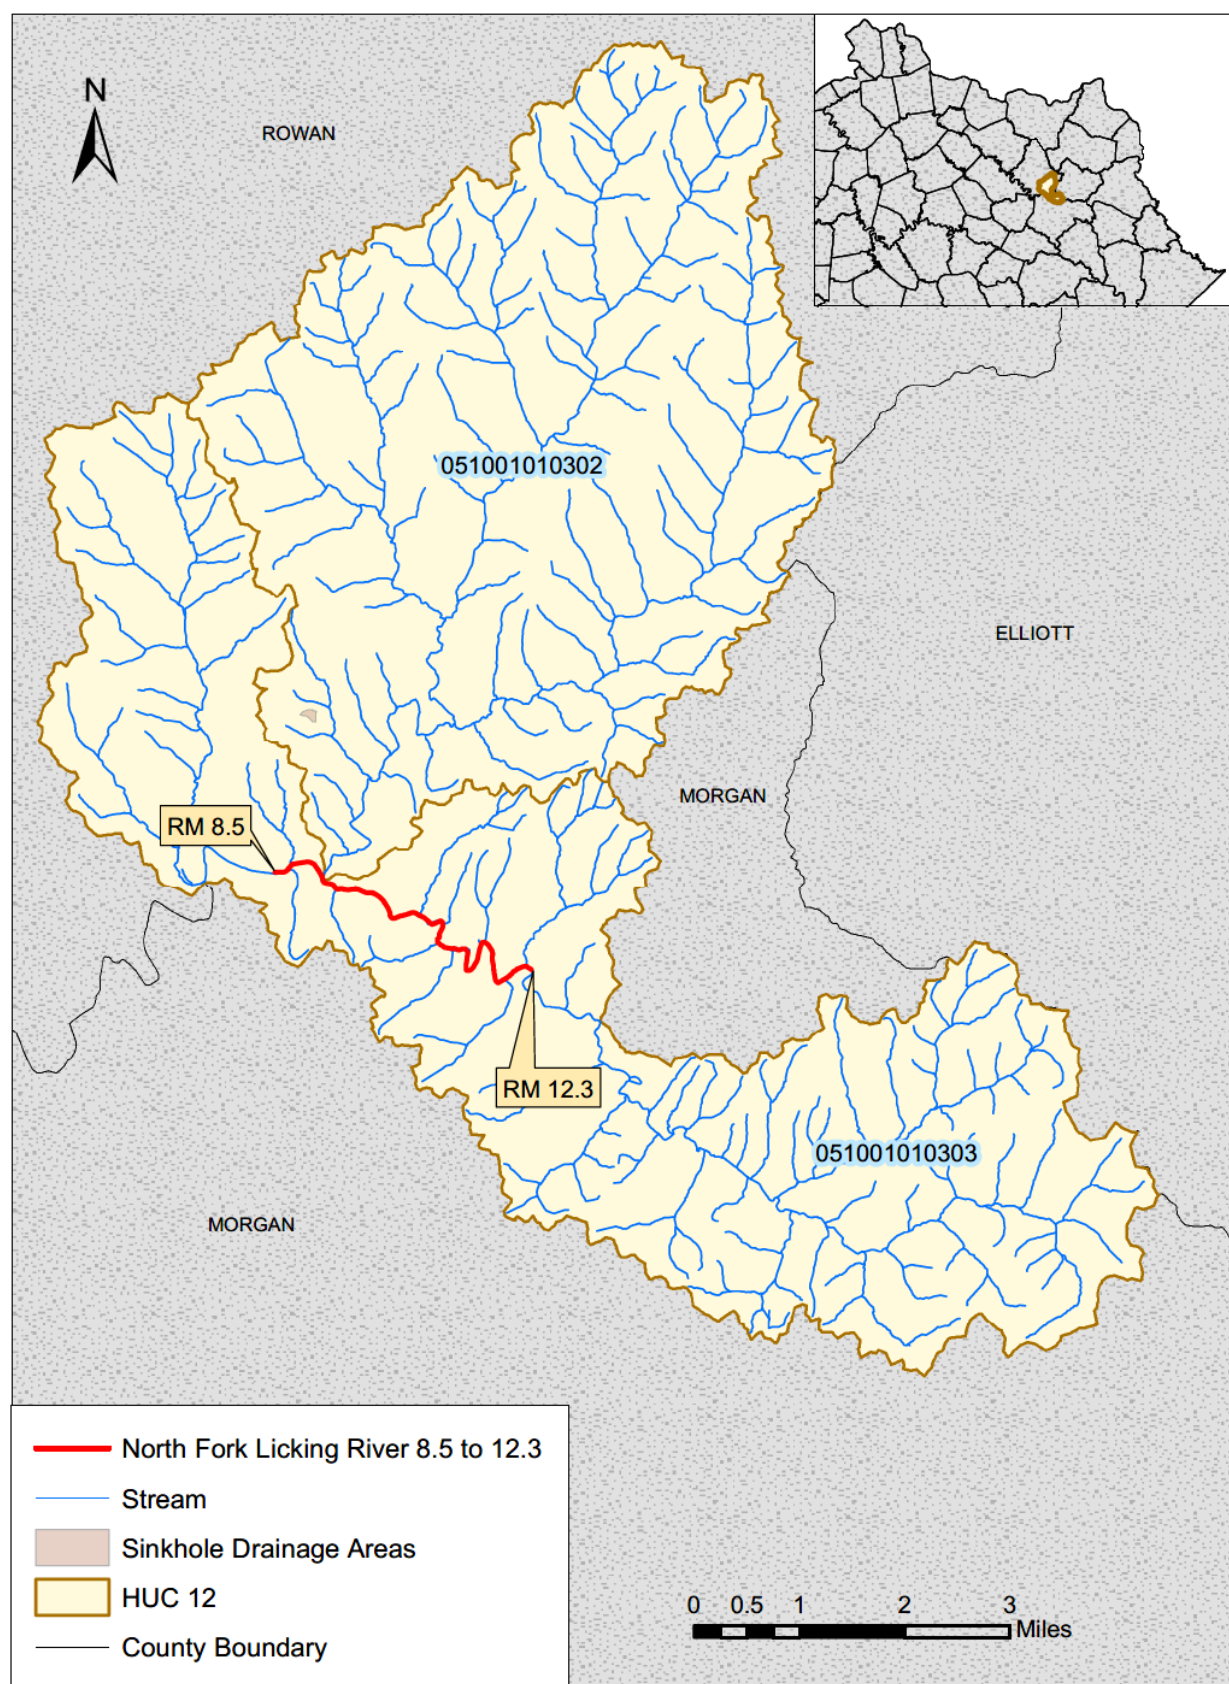 N
ROWAN
051001010302
ELLIOTT
MORGAN
RM 8.5
RM 12.3
051001010303
MORGAN
North Fork Licking River 8.5 to 12.3
Stream
Sinkhole Drainage Areas
HUC 12
County Boundary
0 0.5 1 2 3
Miles